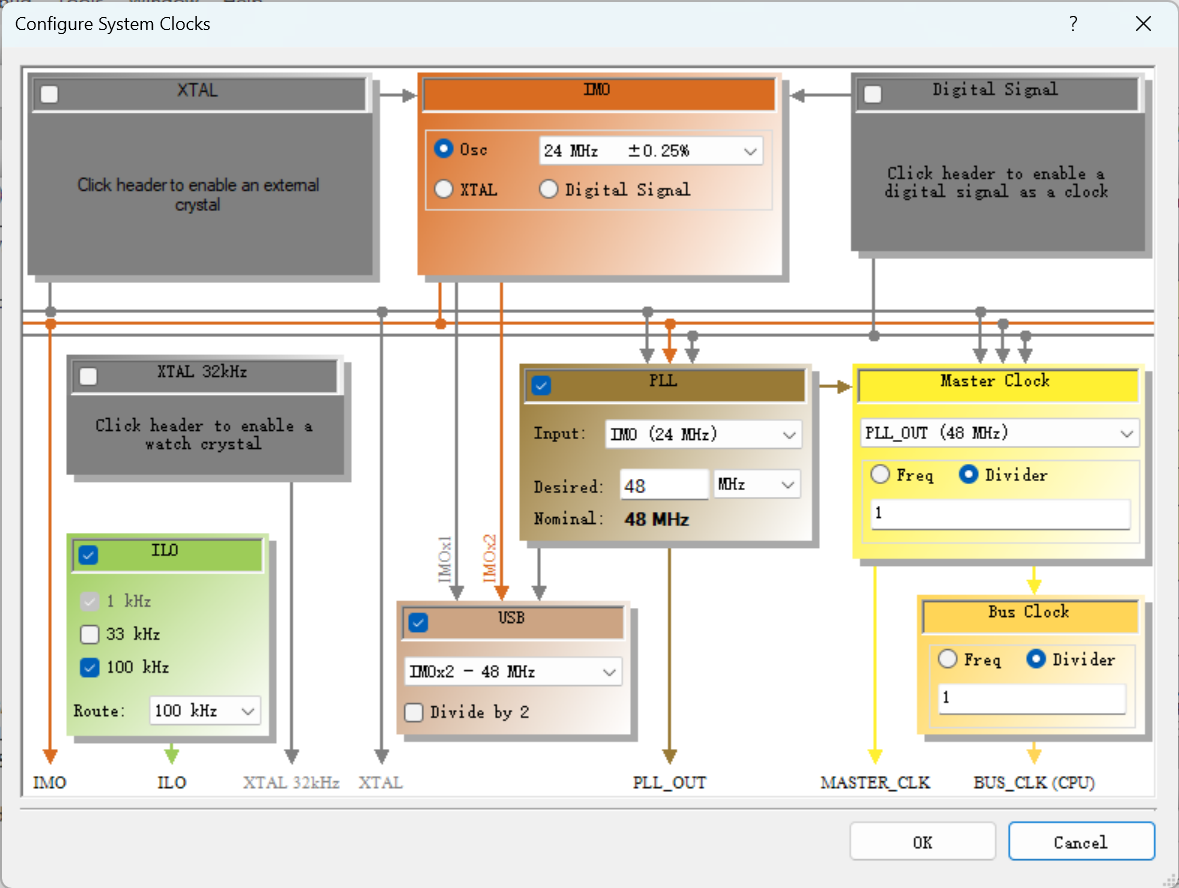 Configure System Clocks
?
XTAL
IMO
Digital Signal
Osc
24 MHz ±0.25%
XTAL
Digital Signal
Click header to enable an external
crystal
Click header to enable a
digital signal as a clock
XTAL 32kHz
Click header to enable a
watch crystal
PLL
Input:
IMO (24 MHz)
Desired:
48
MHz
Nominal:
48 MHz
Master Clock
PLL_OUT (48 MHz)
Freq
Divider
1
ILO
1 kHz
33 kHz
100 kHz
Route:
100 kHz
IMOx1
IMOx2
USB
IMOx2 - 48 MHz
Divide by 2
Bus Clock
Freq
Divider
1
IMO
ILO
XTAL 32kHz
XTAL
PLL_OUT
MASTER_CLK
BUS_CLK (CPU)
OK
Cancel